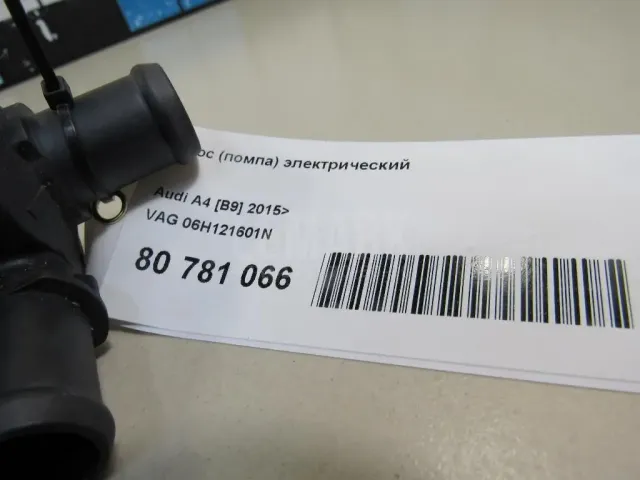 ос (помпа) электрический
Audi A4 [B9] 2015>
VAG 06H121601N
80 781 066